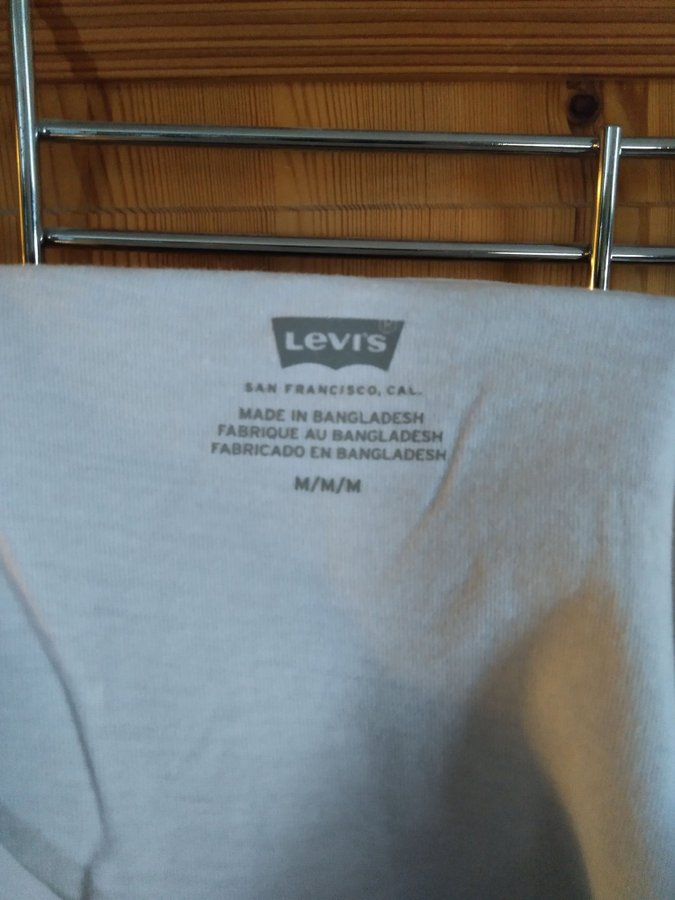 Levi's
SAN FRANCISCO, CAL.
MADE IN BANGLADESH
FABRIQUE AU BANGLADESH
FABRICADO EN BANGLADESH
M/M/M